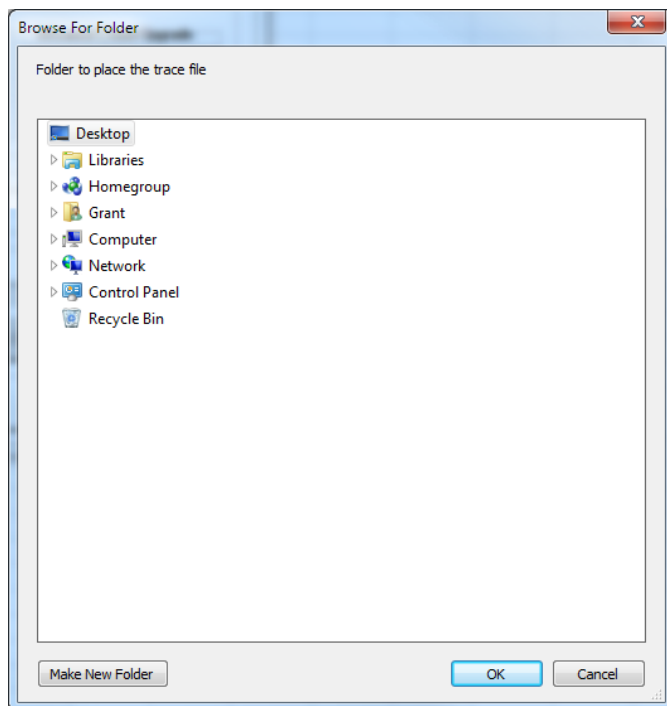 Browse For Folder
Folder to place the trace file
Desktop
Libraries
Homegroup
Grant
Computer
Network
Control Panel
Recycle Bin
Make New Folder
OK
Cancel